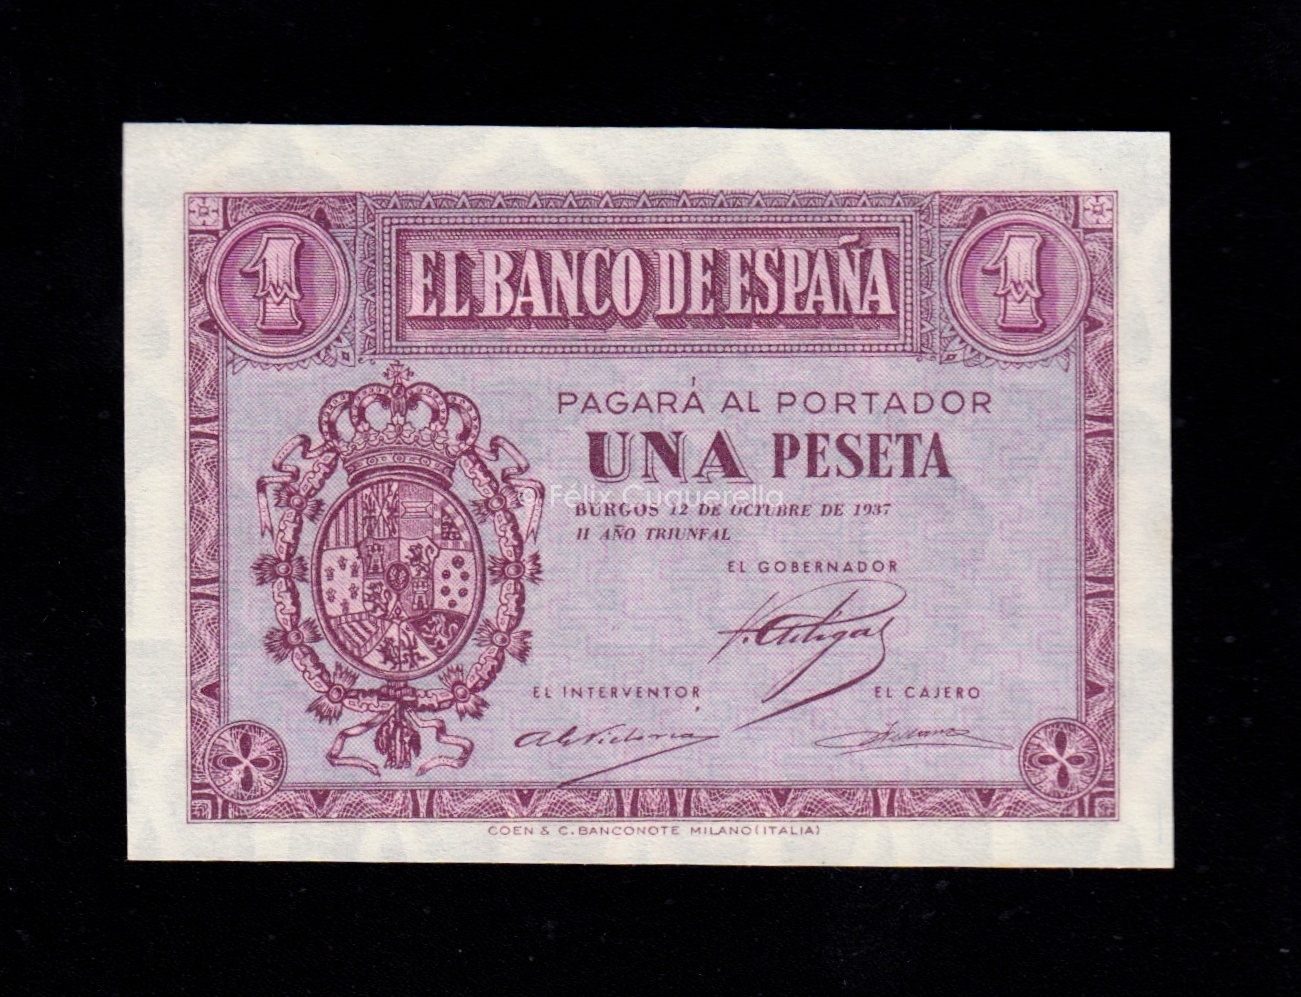 1 EL BANCO DE ESPAÑA 1
PAGARÁ AL PORTADOR
UNA PESETA
© Félix Cuquerella
BURGOS 12 DE OCTUBRE DE 1937
II AÑO TRIUNFAL
EL GOBERNADOR
EL INTERVENTOR EL CAJERO
COEN & C. BANCONOTE MILANO (ITALIA)